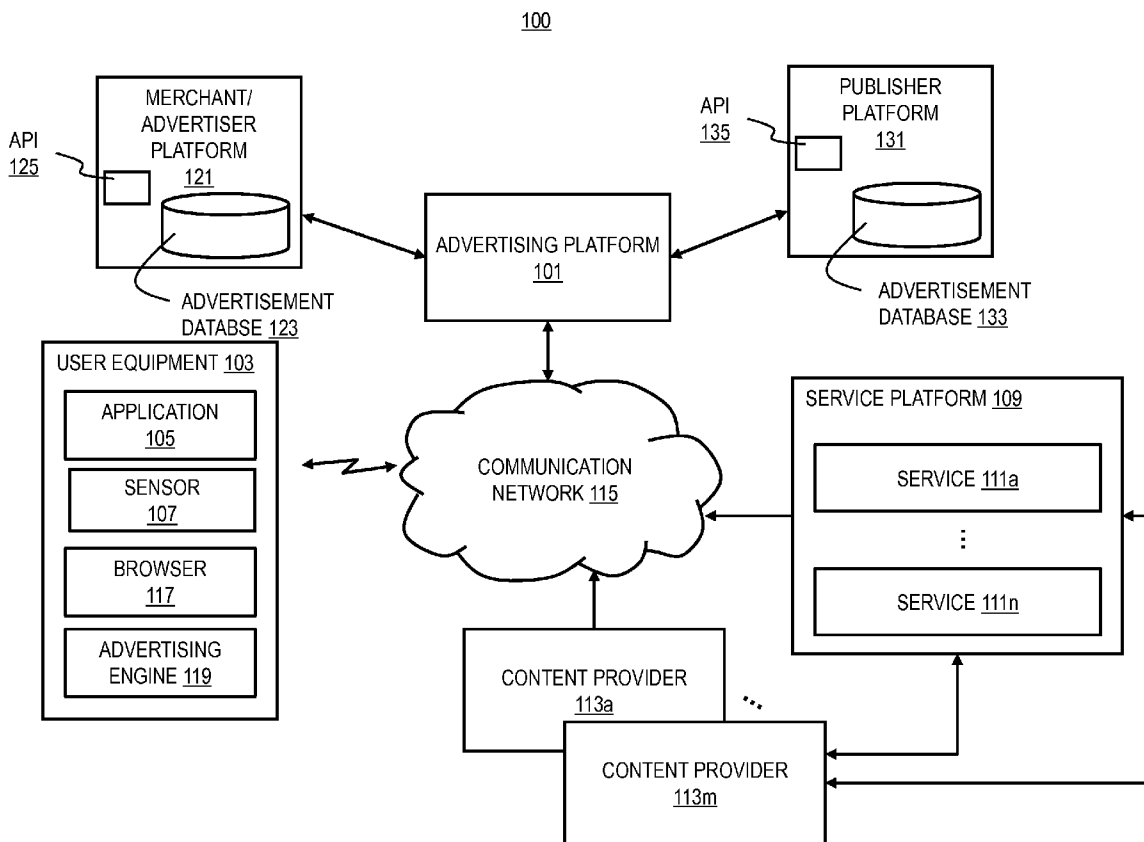 100
MERCHANT/
ADVERTISER
PLATFORM
121
API
125
ADVERTISEMENT
DATABSE 123
ADVERTISING PLATFORM
101
PUBLISHER
PLATFORM
131
API
135
ADVERTISEMENT
DATABASE 133
USER EQUIPMENT 103
APPLICATION
105
SENSOR
107
BROWSER
117
ADVERTISING
ENGINE 119
COMMUNICATION
NETWORK 115
SERVICE PLATFORM 109
SERVICE 111a
...
SERVICE 111n
CONTENT PROVIDER
113a
...
CONTENT PROVIDER
113m